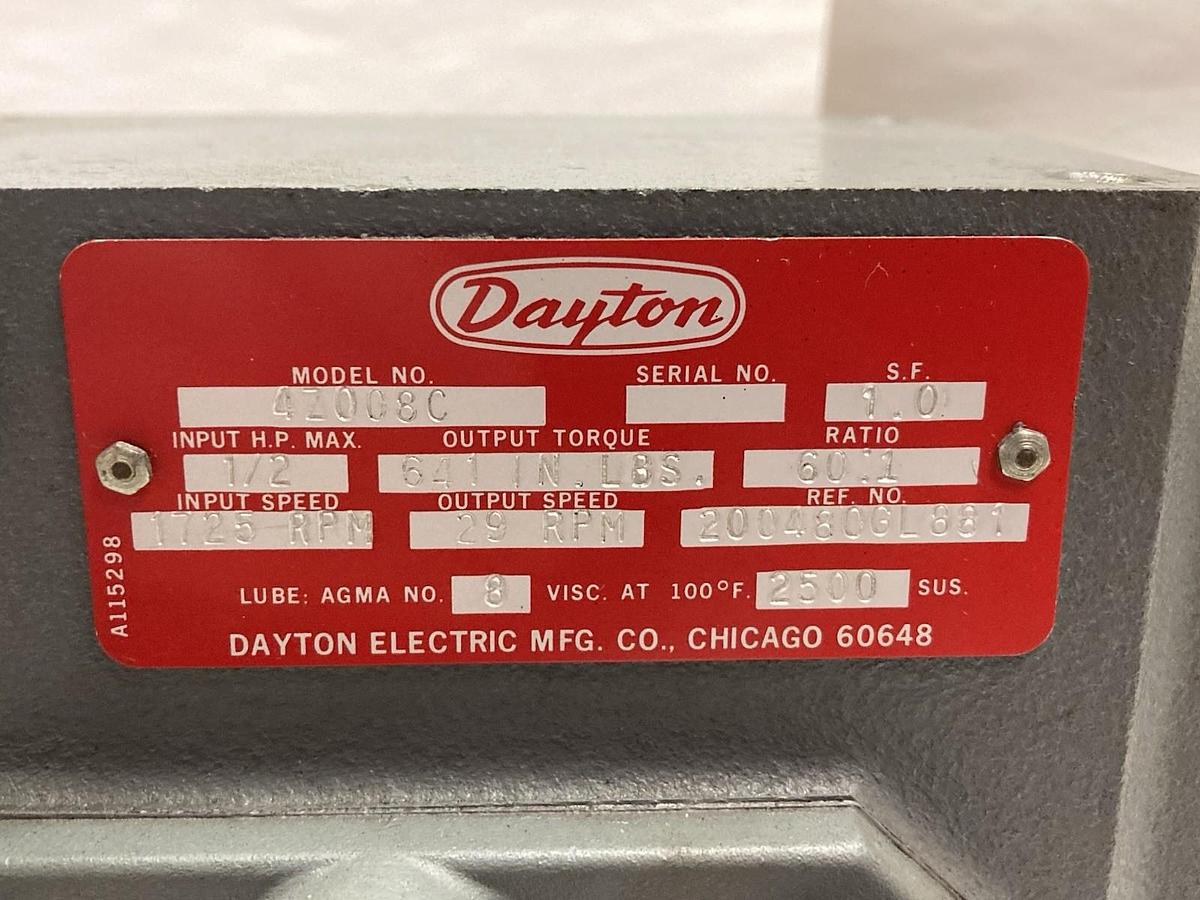 Dayton
MODEL NO. SERIAL NO. S.F.
4Z008C 1.0
INPUT H.P. MAX. OUTPUT TORQUE RATIO
1/2 641 IN. LBS. 60:1
INPUT SPEED OUTPUT SPEED REF. NO.
1725 RPM 29 RPM 200480GL881
LUBE: AGMA NO. 8 VISC. AT 100°F. 2500 SUS.
DAYTON ELECTRIC MFG. CO., CHICAGO 60648
A115298